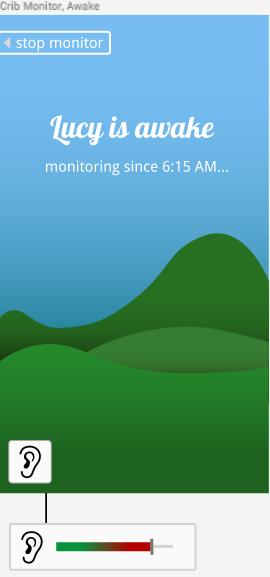 Crib Monitor, Awake
stop monitor
Lucy is awake
monitoring since 6:15 AM...